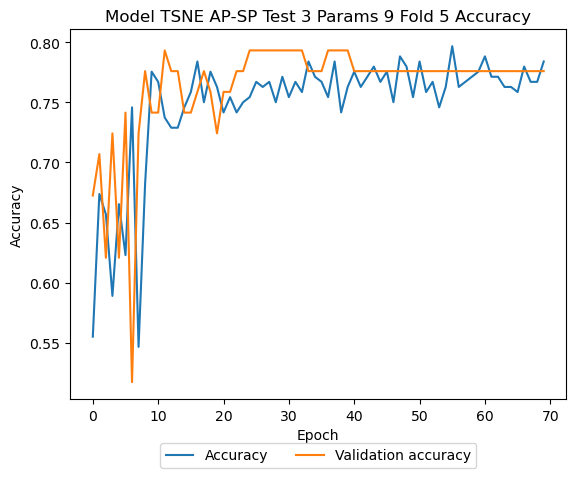 Model TSNE AP-SP Test 3 Params 9 Fold 5 Accuracy
0.80
0.75
0.70
0.65
0.60
0.55
Accuracy
0 10 20 30 40 50 60 70
Epoch
Accuracy Validation accuracy